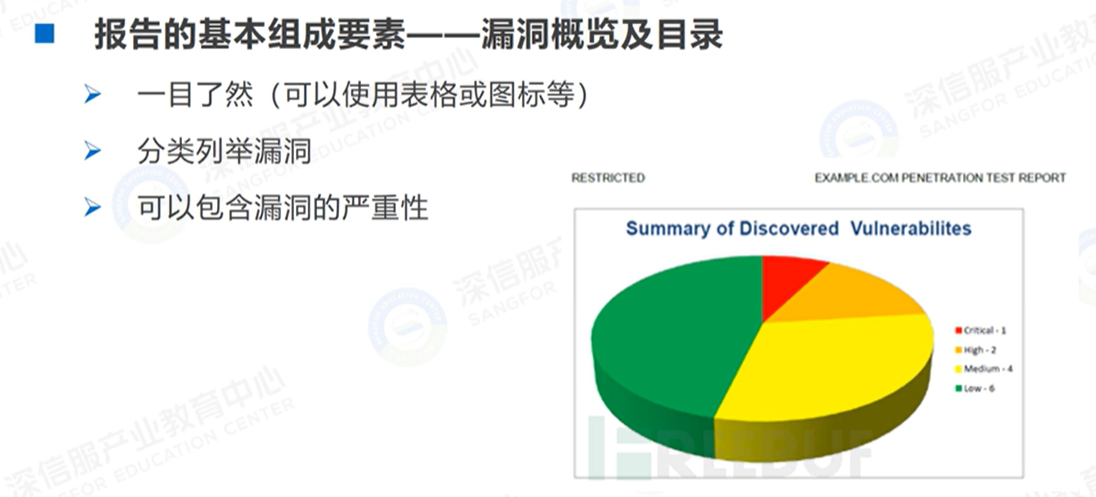 报告的基本组成要素——漏洞概览及目录
一目了然（可以使用表格或图标等）
分类列举漏洞
可以包含漏洞的严重性
RESTRICTED
EXAMPLE.COM PENETRATION TEST REPORT
Summary of Discovered Vulnerabilites
Critical - 1
High - 2
Medium - 4
Low - 6
FREEBUF
深信服产业教育中心
SANGFOR EDUCATION CENTER